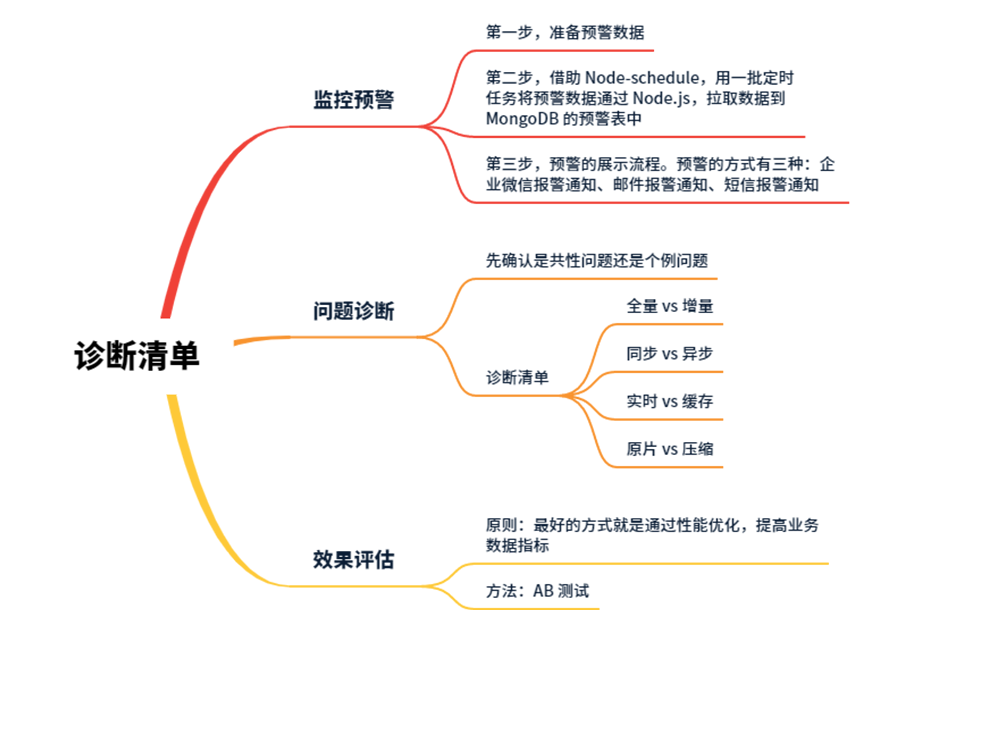 诊断清单
监控预警
第一步，准备预警数据
第二步，借助 Node-schedule，用一批定时
任务将预警数据通过 Node.js，拉取数据到
MongoDB 的预警表中
第三步，预警的展示流程。预警的方式有三种：企
业微信报警通知、邮件报警通知、短信报警通知
问题诊断
先确认是共性问题还是个例问题
诊断清单
全量 vs 增量
同步 vs 异步
实时 vs 缓存
原片 vs 压缩
效果评估
原则：最好的方式就是通过性能优化，提高业务
数据指标
方法：AB 测试